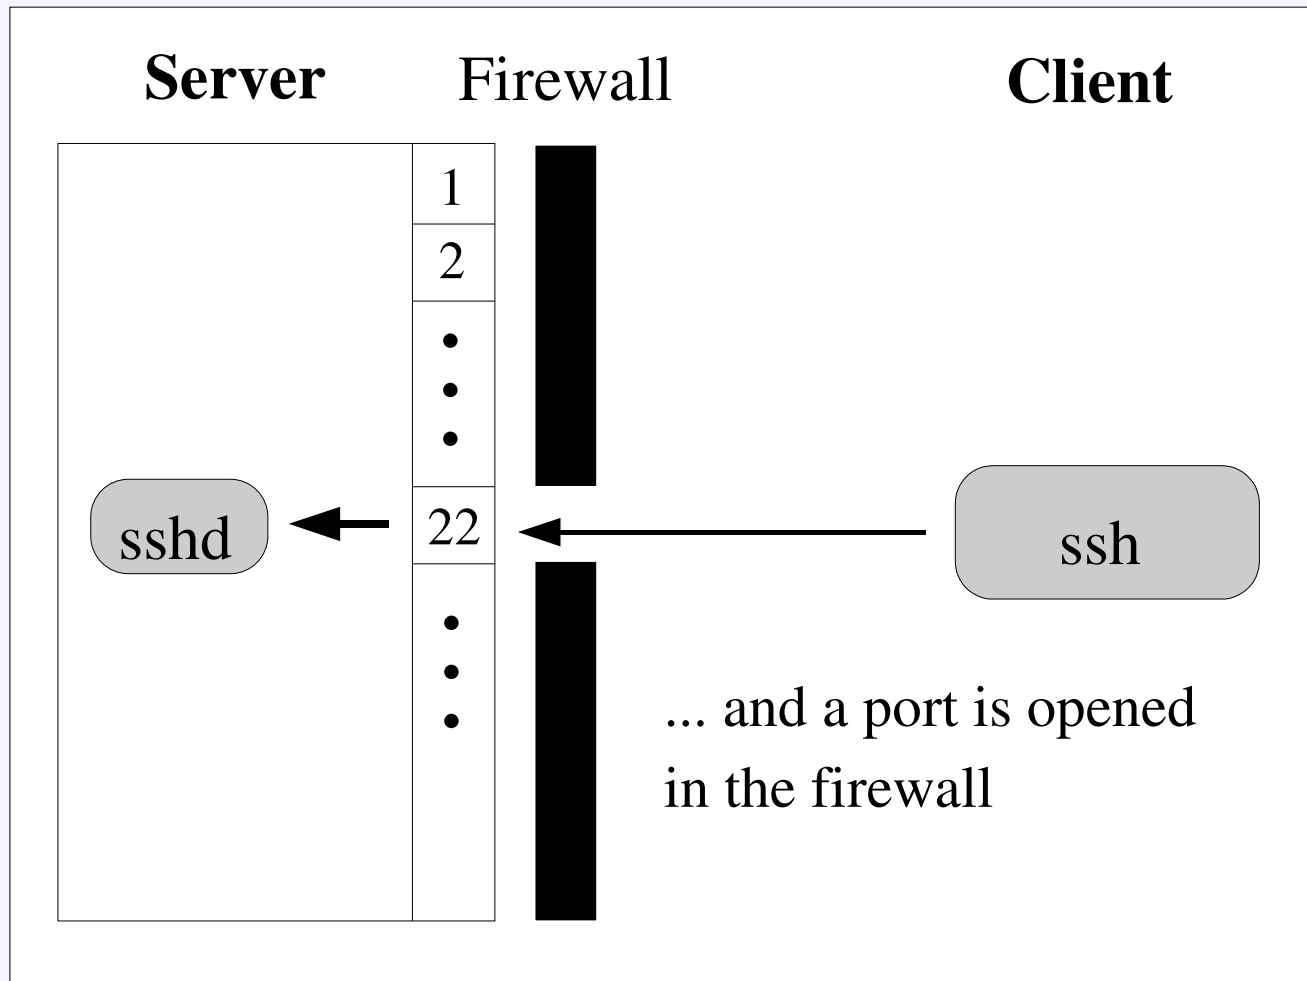 Server
Firewall
Client
1
2
sshd
22
ssh
... and a port is opened
in the firewall